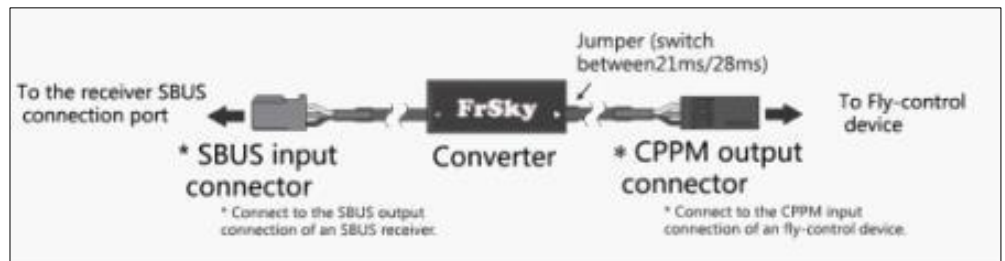 Jumper (switch
between21ms/28ms)
To the receiver SBUS
connection port
FrSky
To Fly-control
device
* SBUS input
connector
Converter
* CPPM output
connector
* Connect to the SBUS output
connection of an SBUS receiver.
* Connect to the CPPM input
connection of an fly-control device.